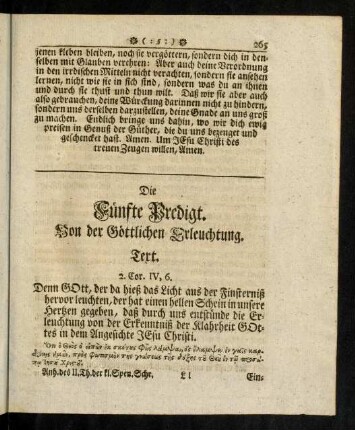 ❁ ( : 5 : ) ❁ 265
jenen kleben bleiben, noch sie vergöttern, sondern dich in den-
selben mit Glauben verehren: Aber auch deine Verordnung
in den irrdischen Mitteln nicht verachten, sondern sie ansehen
lernen, nicht wie sie in sich sind, sondern was du an ihnen
und durch sie thust und thun wilt. Daß wir sie aber auch
also gebrauchen, deine Würckung darinnen nicht zu hindern,
sondern uns derselben darzustellen, deine Gnade an uns groß
zu machen. Endlich bringe uns dahin, wo wir dich ewig
preisen in Genuß der Güther, die du uns bezeuget und
geschencket hast. Amen. Um JEsu Christi des
treuen Zeugen willen, Amen.
Die
Fünfte Predigt.
Von der Göttlichen Erleuchtung.
Text.
2. Cor. IV, 6.
Denn GOtt, der da hieß das Licht aus der Finsterniß
hervor leuchten, der hat einen hellen Schein in unsere
Hertzen gegeben, daß durch uns entstünde die Er-
leuchtung von der Erkenntniß der Klahrheit GOt-
tes in dem Angesichte JEsu Christi.
Anh. des II. Th. der kl. Spen. Schr. Ll Ein-